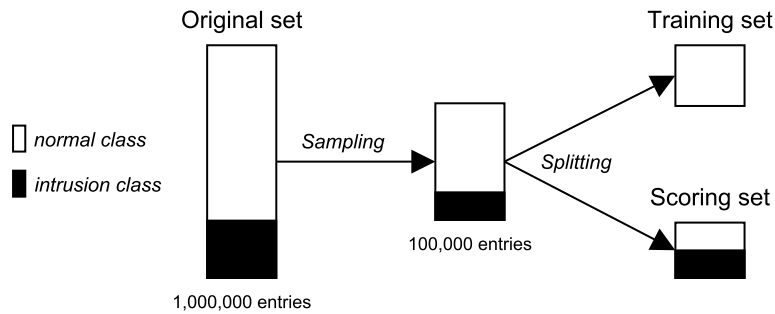 Original set
Training set
normal class
Sampling
Splitting
intrusion class
Scoring set
100,000 entries
1,000,000 entries